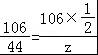 106/44 = (106 × 1/2)/z